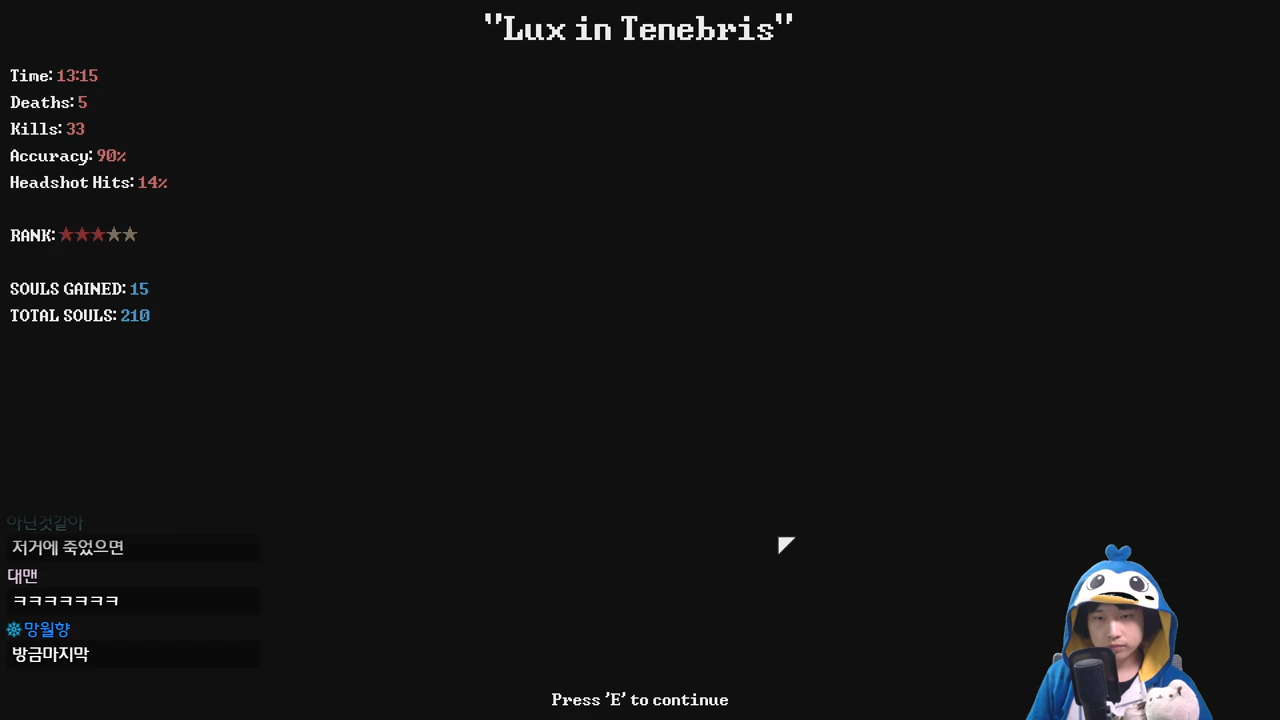 "Lux in Tenebris"
Time: 13:15
Deaths: 5
Kills: 33
Accuracy: 90%
Headshot Hits: 14%
RANK: ★★★★★
SOULS GAINED: 15
TOTAL SOULS: 210
아닌것같아
저거에 죽었으면
대맨
ㅋㅋㅋㅋㅋㅋㅋ
망월향
방금마지막
Press 'E' to continue